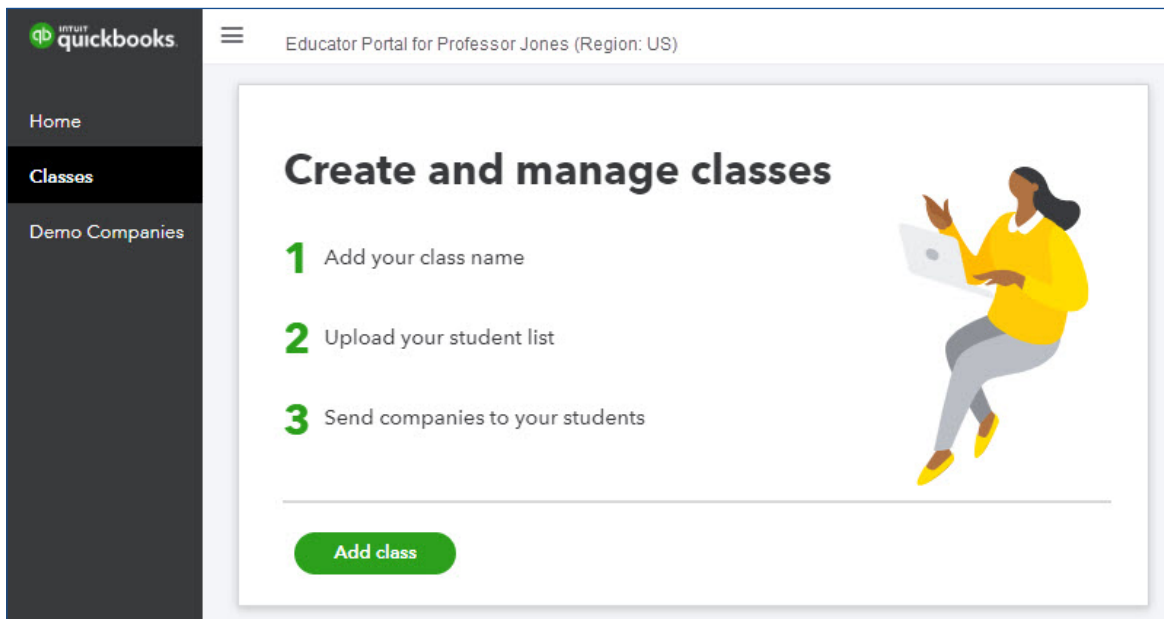 INTUIT
quickbooks.
Educator Portal for Professor Jones (Region: US)
Home
Classes
Demo Companies
Create and manage classes
1 Add your class name
2 Upload your student list
3 Send companies to your students
Add class